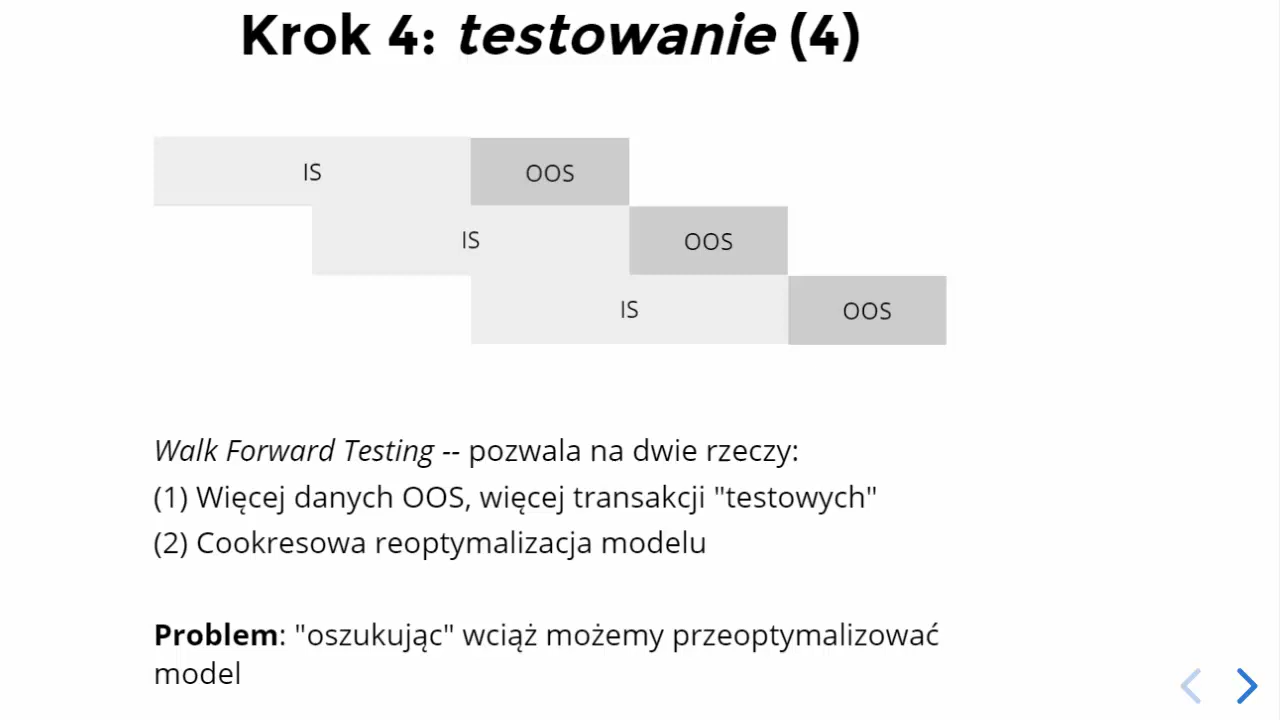 Krok 4: testowanie (4)
IS
OOS
IS
OOS
IS
OOS
Walk Forward Testing -- pozwala na dwie rzeczy:
(1) Więcej danych OOS, więcej transakcji "testowych"
(2) Cookresowa reoptymalizacja modelu
Problem: "oszukując" wciąż możemy przeoptymalizować
model